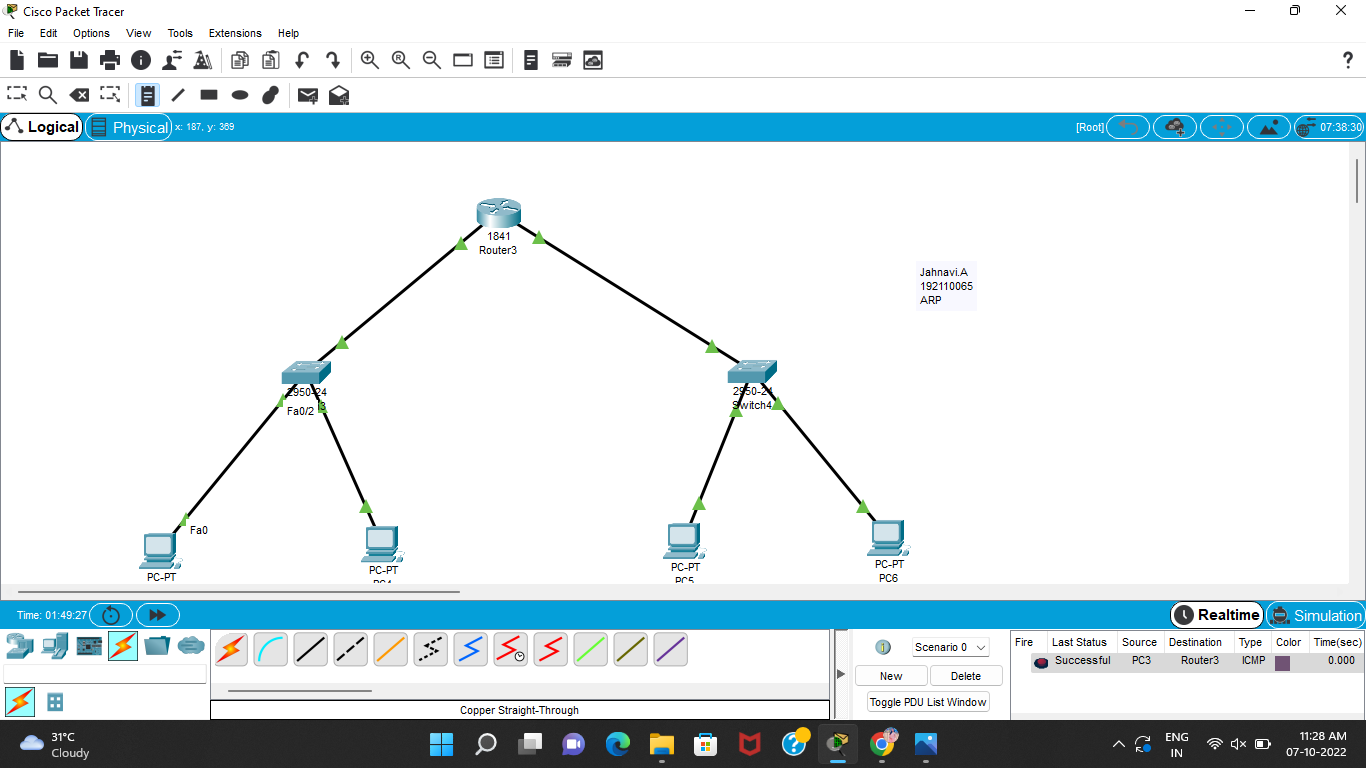 Cisco Packet Tracer
File Edit Options View Tools Extensions Help
Logical Physical x: 187, y: 369 [Root] 07:38:30
1841
Router3
Jahnavi.A
192110065
ARP
2950-24
Fa0/2
2950-24
Switch4
Fa0
PC-PT
PC-PT
PC4
PC-PT
PC5
PC-PT
PC6
Time: 01:49:27 Realtime Simulation
Scenario 0
New Delete
Toggle PDU List Window
Fire Last Status Source Destination Type Color Time(sec)
Successful PC3 Router3 ICMP 0.000
Copper Straight-Through
31°C
Cloudy
ENG
IN
11:28 AM
07-10-2022